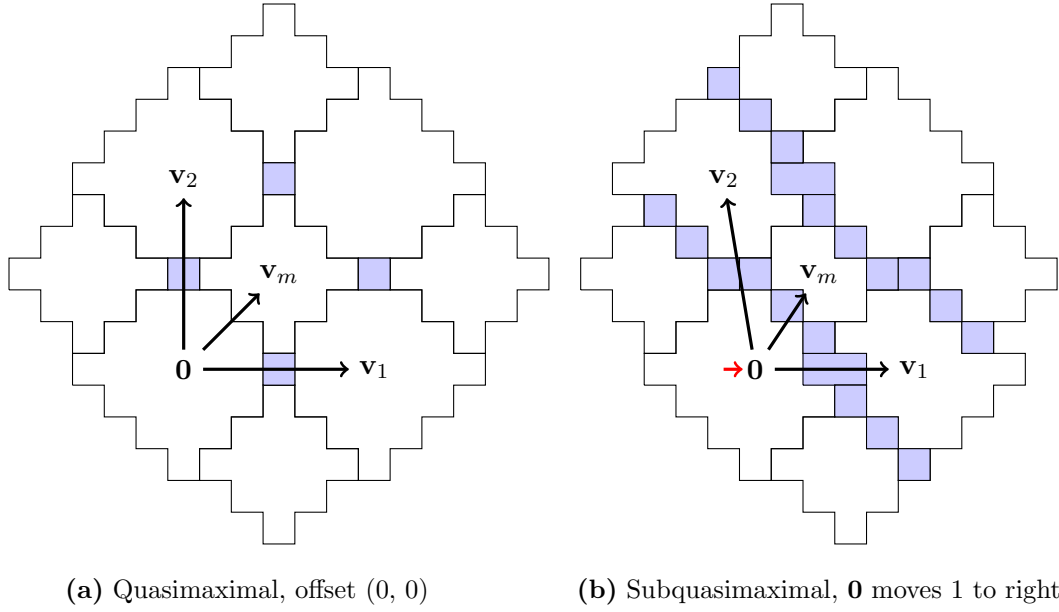 v₂ v₂
vₘ vₘ
0 v₁ 0 v₁
(a) Quasimaximal, offset (0, 0) (b) Subquasimaximal, 0 moves 1 to right